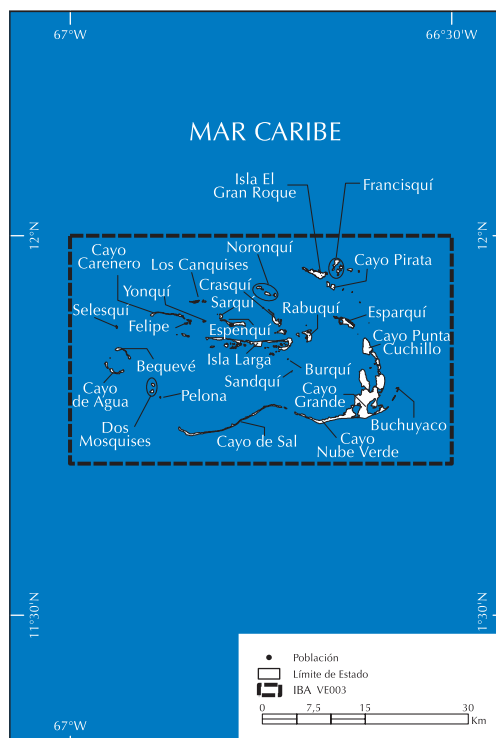 67°W
66°30'W
MAR CARIBE
Isla El
Gran Roque
Francisquí
12°N
12°N
Cayo
Carenero
Noronquí
Cayo Pirata
Los Canquises
Crasquí
Yonquí
Sarquí
Selesquí
Rabuquí
Esparquí
Felipe
Espenquí
Cayo Punta
Cuchillo
Isla Larga
Bequevé
Burquí
Sandquí
Cayo
de Agua
Pelona
Cayo
Grande
Buchuyaco
Dos
Mosquises
Cayo de Sal
Cayo
Nube Verde
11°30'N
11°30'N
Población
Límite de Estado
IBA VE003
0 7,5 15 30
Km
67°W